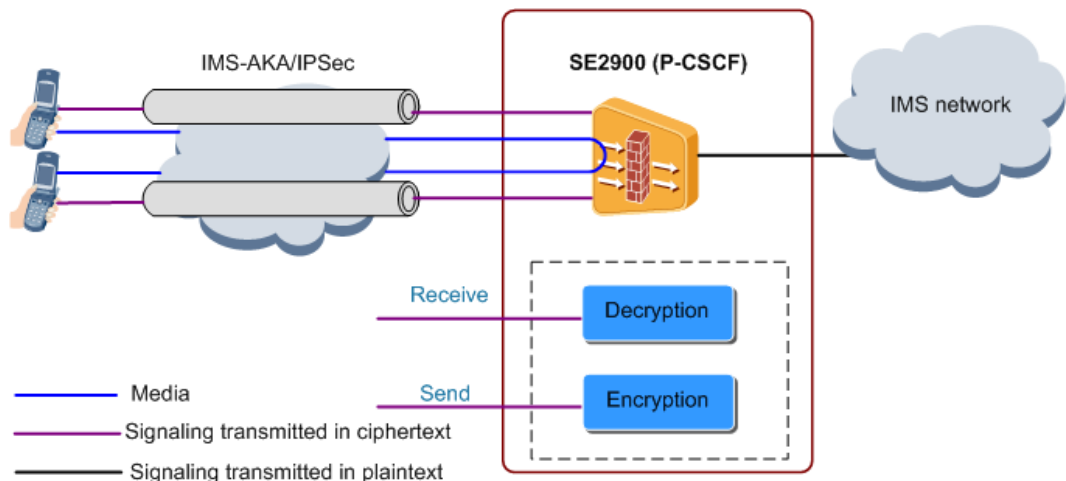 IMS-AKA/IPSec
SE2900 (P-CSCF)
IMS network
Receive
Decryption
Send
Encryption
Media
Signaling transmitted in ciphertext
Signaling transmitted in plaintext